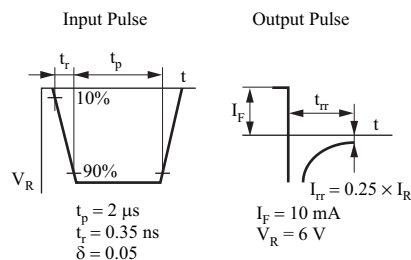 Input Pulse
Output Pulse
t_r
t_p
t
10%
90%
V_R
t_p = 2 μs
t_r = 0.35 ns
δ = 0.05
I_F
t_rr
t
I_rr = 0.25 × I_R
I_F = 10 mA
V_R = 6 V